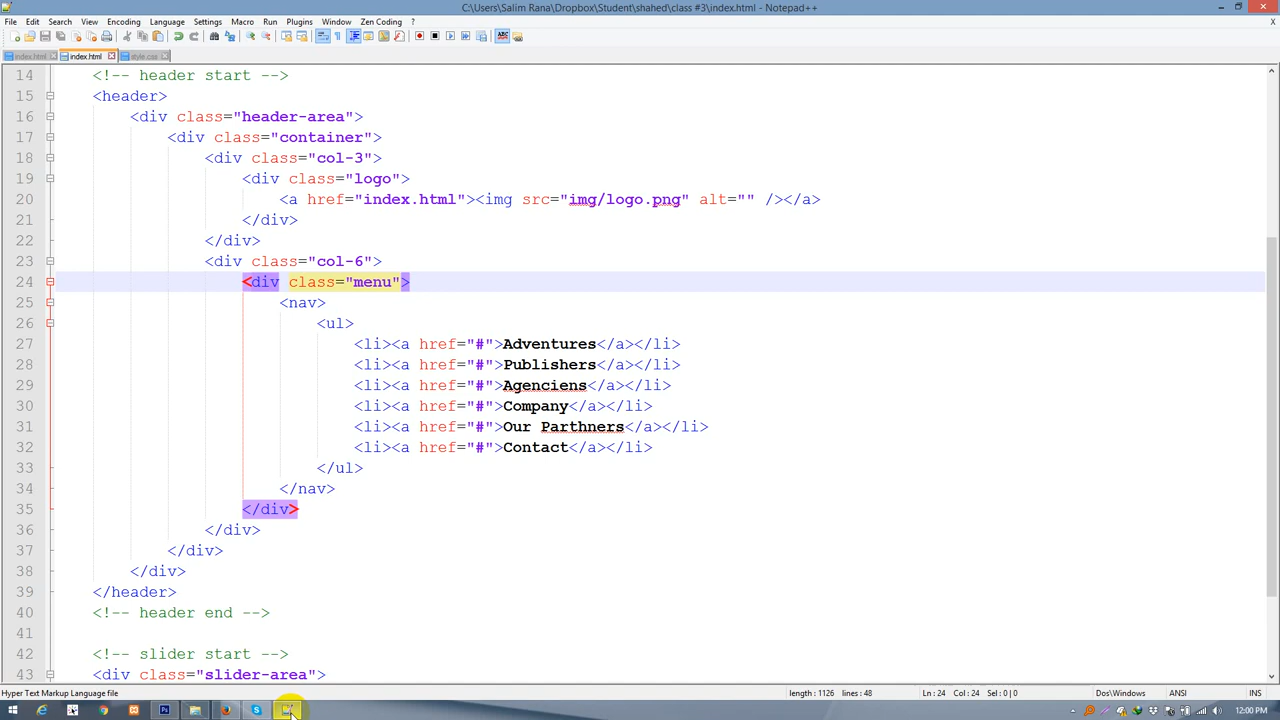 C:\Users\Salim Rana\Dropbox\Student\shahed\class #3\index.html - Notepad++
File Edit Search View Encoding Language Settings Macro Run Plugins Window Zen Coding ? X
index.html index.html style.css
14 <!-- header start -->
15 <header>
16 <div class="header-area">
17 <div class="container">
18 <div class="col-3">
19 <div class="logo">
20 <a href="index.html"><img src="img/logo.png" alt="" /></a>
21 </div>
22 </div>
23 <div class="col-6">
24 <div class="menu">
25 <nav>
26 <ul>
27 <li><a href="#">Adventures</a></li>
28 <li><a href="#">Publishers</a></li>
29 <li><a href="#">Agenciens</a></li>
30 <li><a href="#">Company</a></li>
31 <li><a href="#">Our Parthners</a></li>
32 <li><a href="#">Contact</a></li>
33 </ul>
34 </nav>
35 </div>
36 </div>
37 </div>
38 </div>
39 </header>
40 <!-- header end -->
41
42 <!-- slider start -->
43 <div class="slider-area">
Hyper Text Markup Language file length : 1126 lines : 48 Ln : 24 Col : 24 Sel : 0 | 0 Dos\Windows ANSI INS
12:00 PM